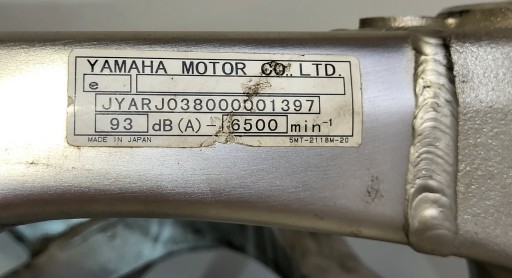 YAMAHA MOTOR CO., LTD.
e
JYARJ038000001397
93 dB(A) - 6500 min-1
MADE IN JAPAN 5MT-2118M-20